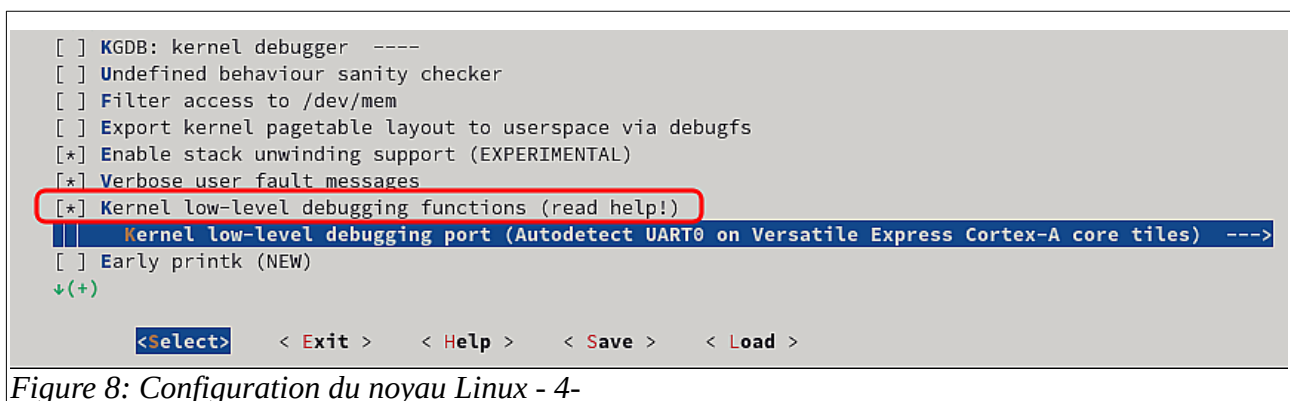 [ ] KGDB: kernel debugger  ----
[ ] Undefined behaviour sanity checker
[ ] Filter access to /dev/mem
[ ] Export kernel pagetable layout to userspace via debugfs
[*] Enable stack unwinding support (EXPERIMENTAL)
[*] Verbose user fault messages
[*] Kernel low-level debugging functions (read help!)
Kernel low-level debugging port (Autodetect UART0 on Versatile Express Cortex-A core tiles)  --->
[ ] Early printk (NEW)
↓(+)
<Select>    < Exit >    < Help >    < Save >    < Load >
Figure 8: Configuration du noyau Linux - 4-